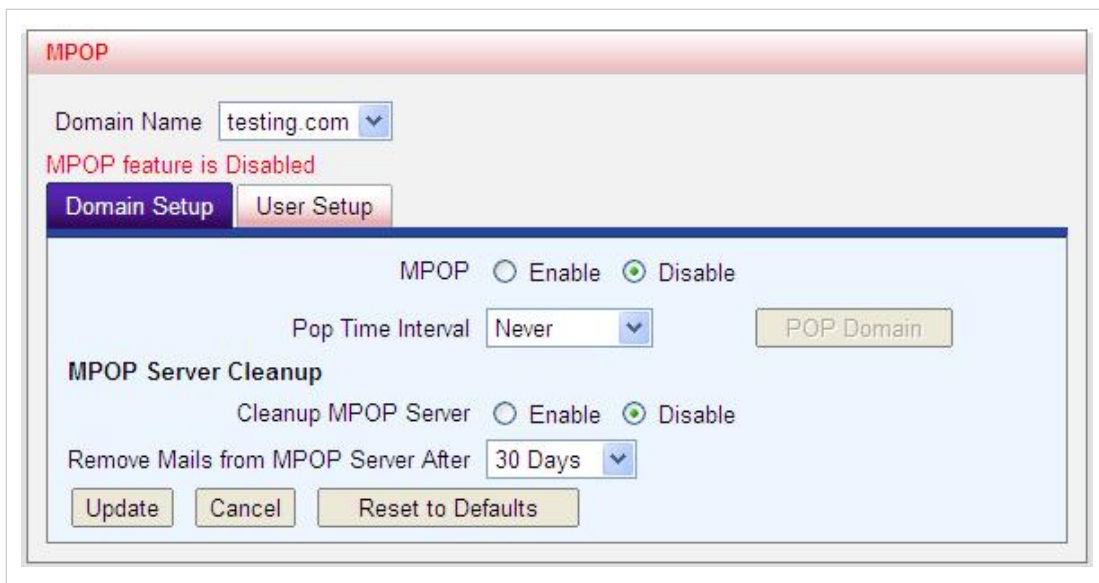 MPOP
Domain Name testing.com
MPOP feature is Disabled
Domain Setup User Setup
MPOP Enable Disable
Pop Time Interval Never POP Domain
MPOP Server Cleanup
Cleanup MPOP Server Enable Disable
Remove Mails from MPOP Server After 30 Days
Update Cancel Reset to Defaults